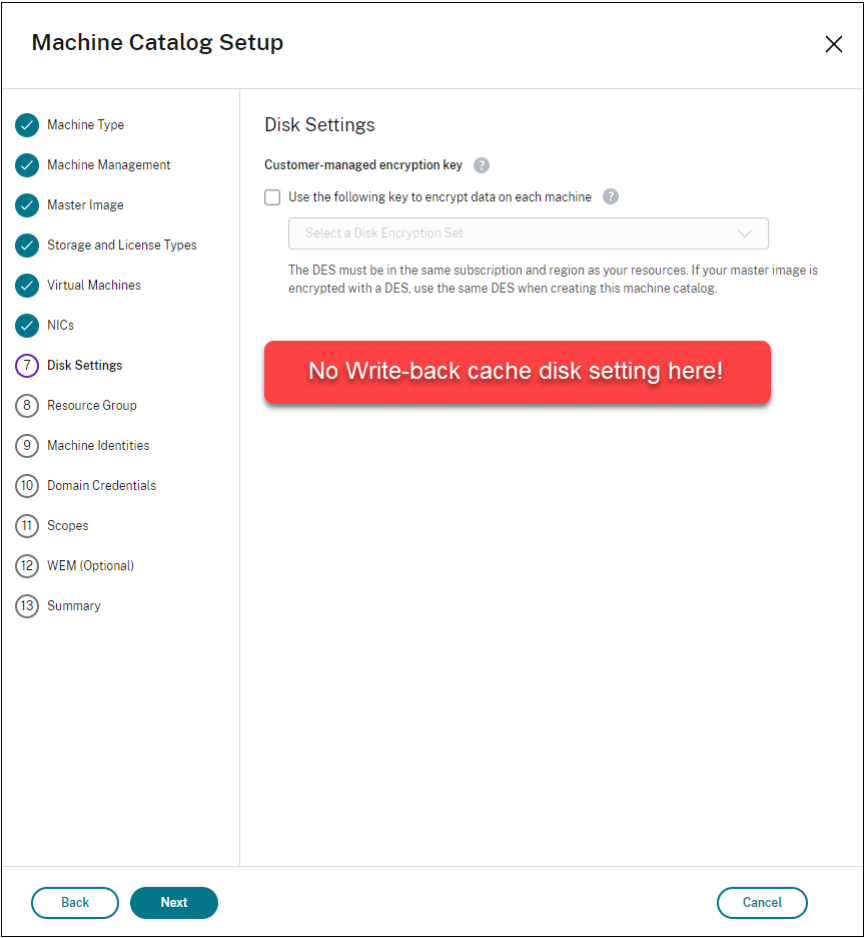 Machine Catalog Setup
Machine Type
Machine Management
Master Image
Storage and License Types
Virtual Machines
NICs
7 Disk Settings
8 Resource Group
9 Machine Identities
10 Domain Credentials
11 Scopes
12 WEM (Optional)
13 Summary
Disk Settings
Customer-managed encryption key ?
Use the following key to encrypt data on each machine ?
Select a Disk Encryption Set
The DES must be in the same subscription and region as your resources. If your master image is
encrypted with a DES, use the same DES when creating this machine catalog.
No Write-back cache disk setting here!
Back Next Cancel